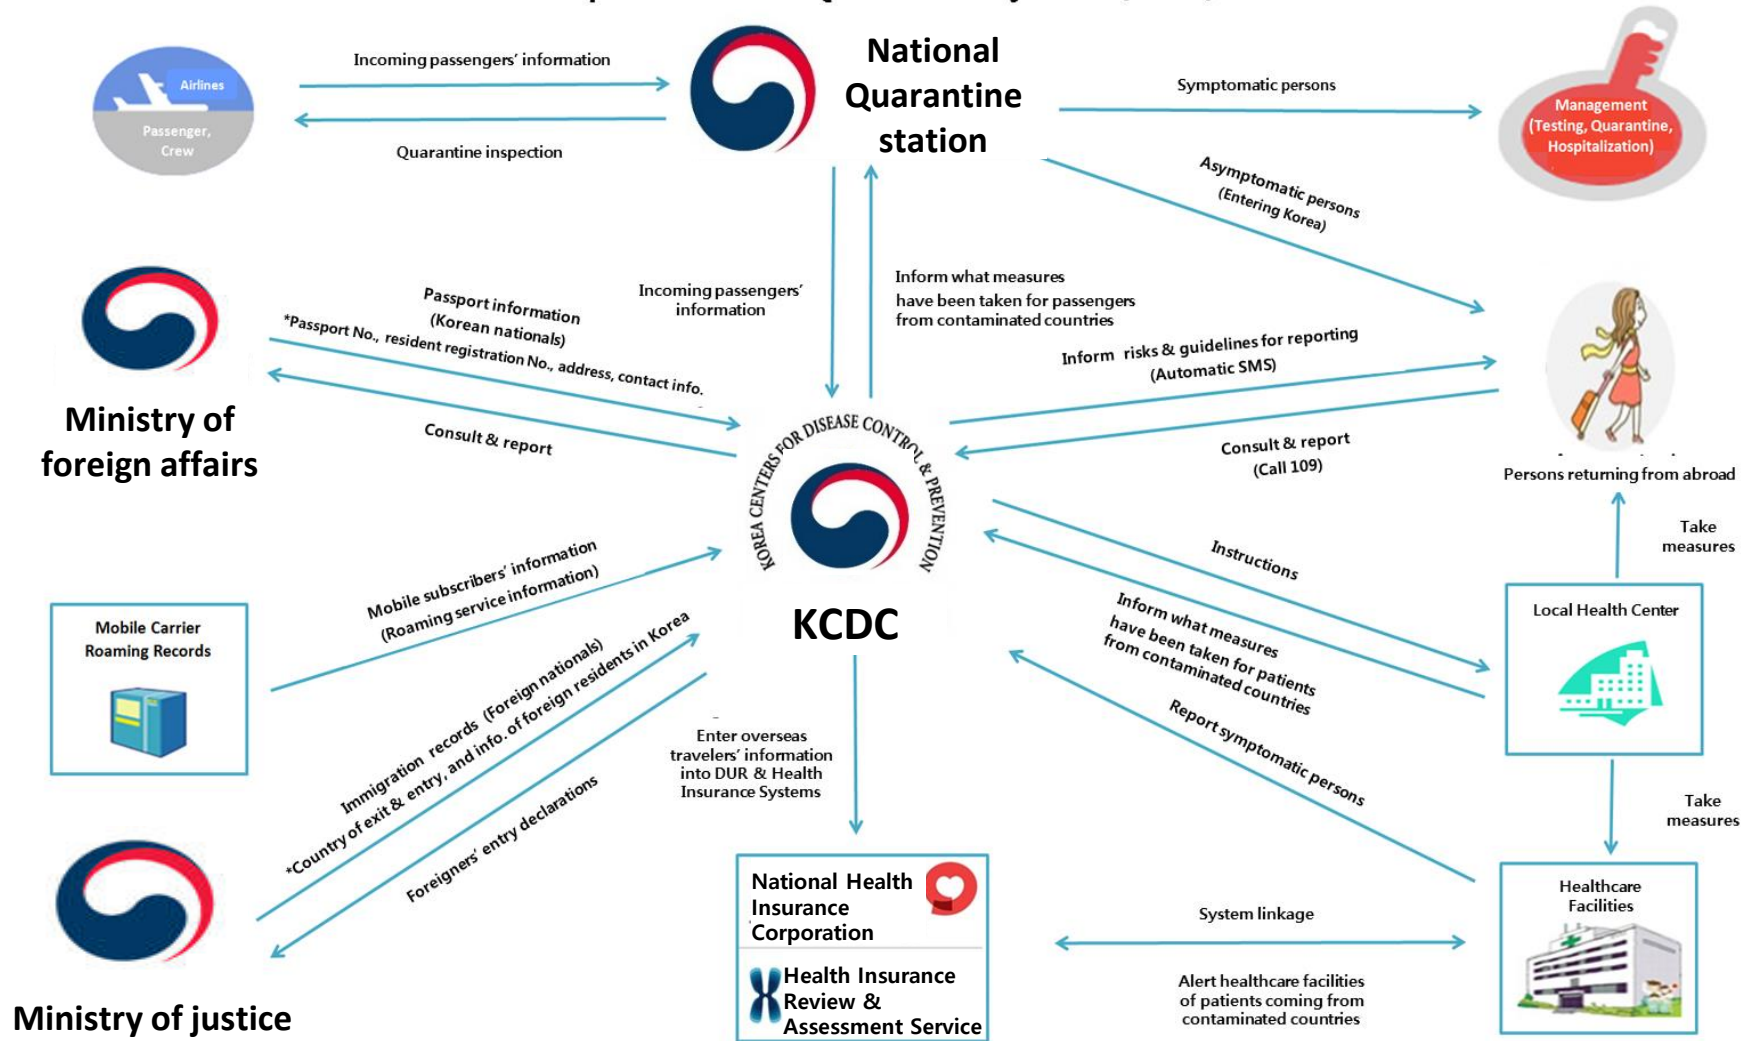 Airlines
Passenger,
Crew
Incoming passengers' information
Quarantine inspection
National
Quarantine
station
Symptomatic persons
Management
(Testing, Quarantine,
Hospitalization)
Asymptomatic persons
(Entering Korea)
Ministry of
foreign affairs
Passport information
(Korean nationals)
*Passport No., resident registration No., address, contact info.
Consult & report
Incoming passengers'
information
Inform what measures
have been taken for passengers
from contaminated countries
Inform risks & guidelines for reporting
(Automatic SMS)
Consult & report
(Call 109)
Persons returning from abroad
KOREA CENTERS FOR DISEASE CONTROL & PREVENTION
KCDC
Mobile Carrier
Roaming Records
Mobile subscribers' information
(Roaming service information)
Instructions
Inform what measures
have been taken for patients
from contaminated countries
Report symptomatic persons
Take
measures
Local Health Center
Take
measures
Immigration records (Foreign nationals)
*Country of exit & entry, and info. of foreign residents in Korea
Foreigners' entry declarations
Ministry of justice
Enter overseas
travelers' information
into DUR & Health
Insurance Systems
National Health
Insurance
Corporation
Health Insurance
Review &
Assessment Service
System linkage
Alert healthcare facilities
of patients coming from
contaminated countries
Healthcare
Facilities